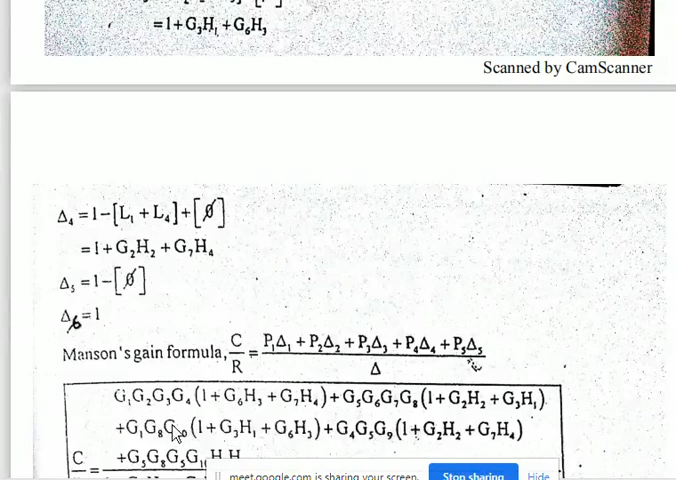 =1+G₃H₁+G₆H₃
Scanned by CamScanner
Δ₄=1-[L₁+L₄]+[∅]
=1+G₂H₂+G₇H₄
Δ₅=1-[∅]
Δ₆=1
Manson's gain formula, C/R = P₁Δ₁+P₂Δ₂+P₃Δ₃+P₄Δ₄+P₅Δ₅ / Δ
G₁G₂G₃G₄(1+G₆H₃+G₇H₄)+G₅G₆G₇G₈(1+G₂H₂+G₃H₁)
(1+G₃H₁+G₆H₃)+G₄G₅G₉(1+G₂H₂+G₇H₄)
C/R =
meet.google.com is sharing your screen. Stop sharing Hide